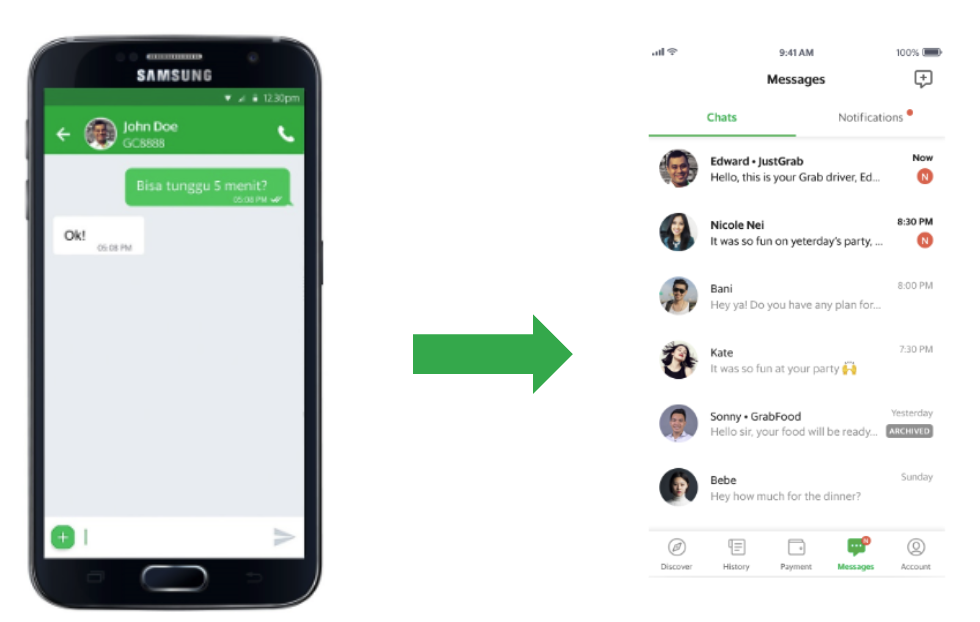 SAMSUNG
12:30pm
John Doe
GC8888
Bisa tunggu 5 menit?
05:08 PM
Ok!
05:08 PM
+
9:41 AM
100%
Messages
Chats
Notifications
Edward • JustGrab
Now
Hello, this is your Grab driver, Ed...
N
Nicole Nei
8:30 PM
It was so fun on yeterday's party, ...
N
Bani
8:00 PM
Hey ya! Do you have any plan for...
Kate
7:30 PM
It was so fun at your party 🙌
Sonny • GrabFood
Yesterday
Hello sir, your food will be ready...
ARCHIVED
Bebe
Sunday
Hey how much for the dinner?
N
Discover
History
Payment
Messages
Account